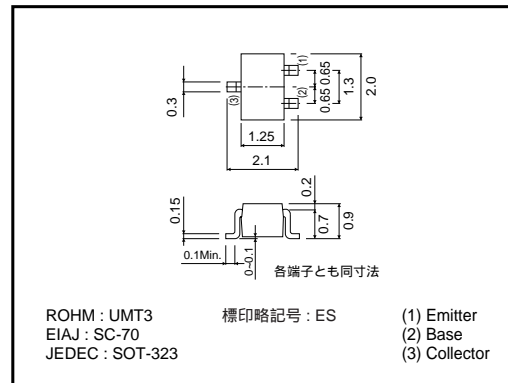 (1)
0.65 0.65
1.3
2.0
(3)
(2)
0.3
1.25
2.1
0.2
0.15
0.7
0.9
0.1Min.
0~0.1
各端子とも同寸法
ROHM : UMT3 標印略記号 : ES (1) Emitter
EIAJ : SC-70 (2) Base
JEDEC : SOT-323 (3) Collector